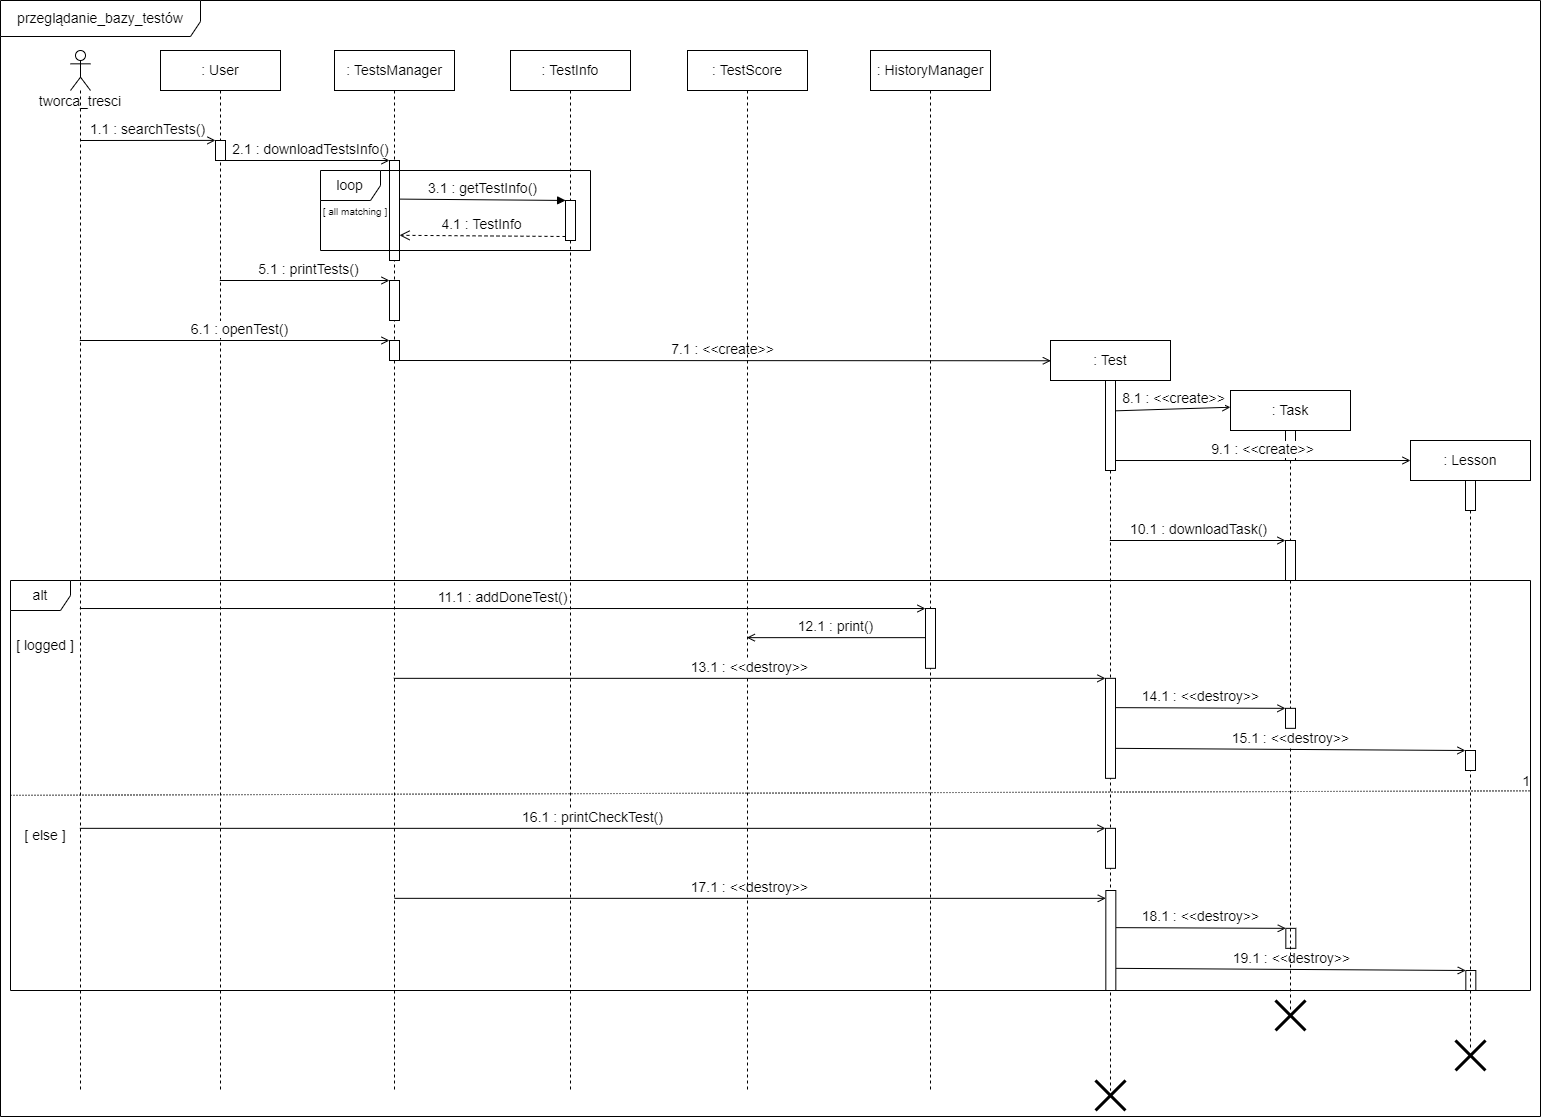 przeglądanie_bazy_testów
: User
: TestsManager
: TestInfo
: TestScore
: HistoryManager
tworca_tresci
1.1 : searchTests()
2.1 : downloadTestsInfo()
loop
3.1 : getTestInfo()
[ all matching ]
4.1 : TestInfo
5.1 : printTests()
6.1 : openTest()
7.1 : <<create>>
: Test
8.1 : <<create>>
: Task
9.1 : <<create>>
: Lesson
10.1 : downloadTask()
alt
11.1 : addDoneTest()
12.1 : print()
[ logged ]
13.1 : <<destroy>>
14.1 : <<destroy>>
15.1 : <<destroy>>
1
16.1 : printCheckTest()
[ else ]
17.1 : <<destroy>>
18.1 : <<destroy>>
19.1 : <<destroy>>